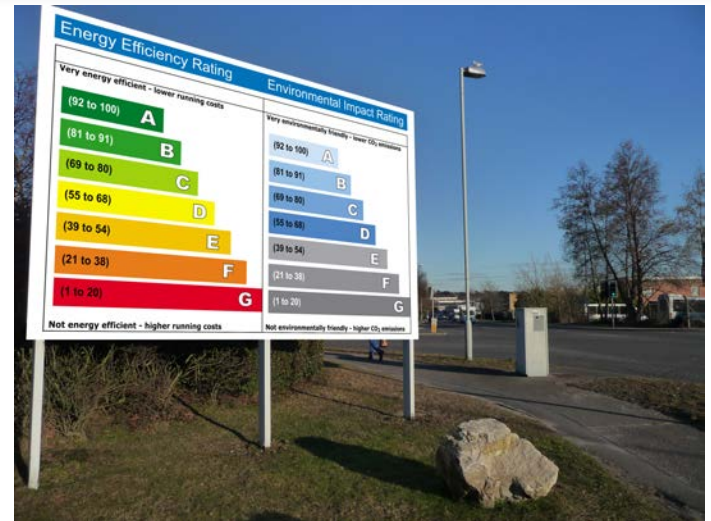 Energy Efficiency Rating
Very energy efficient - lower running costs
(92 to 100) A
(81 to 91) B
(69 to 80) C
(55 to 68) D
(39 to 54) E
(21 to 38) F
(1 to 20) G
Not energy efficient - higher running costs
Environmental Impact Rating
Very environmentally friendly - lower CO₂ emissions
(92 to 100) A
(81 to 91) B
(69 to 80) C
(55 to 68) D
(39 to 54) E
(21 to 38) F
(1 to 20) G
Not environmentally friendly - higher CO₂ emissions